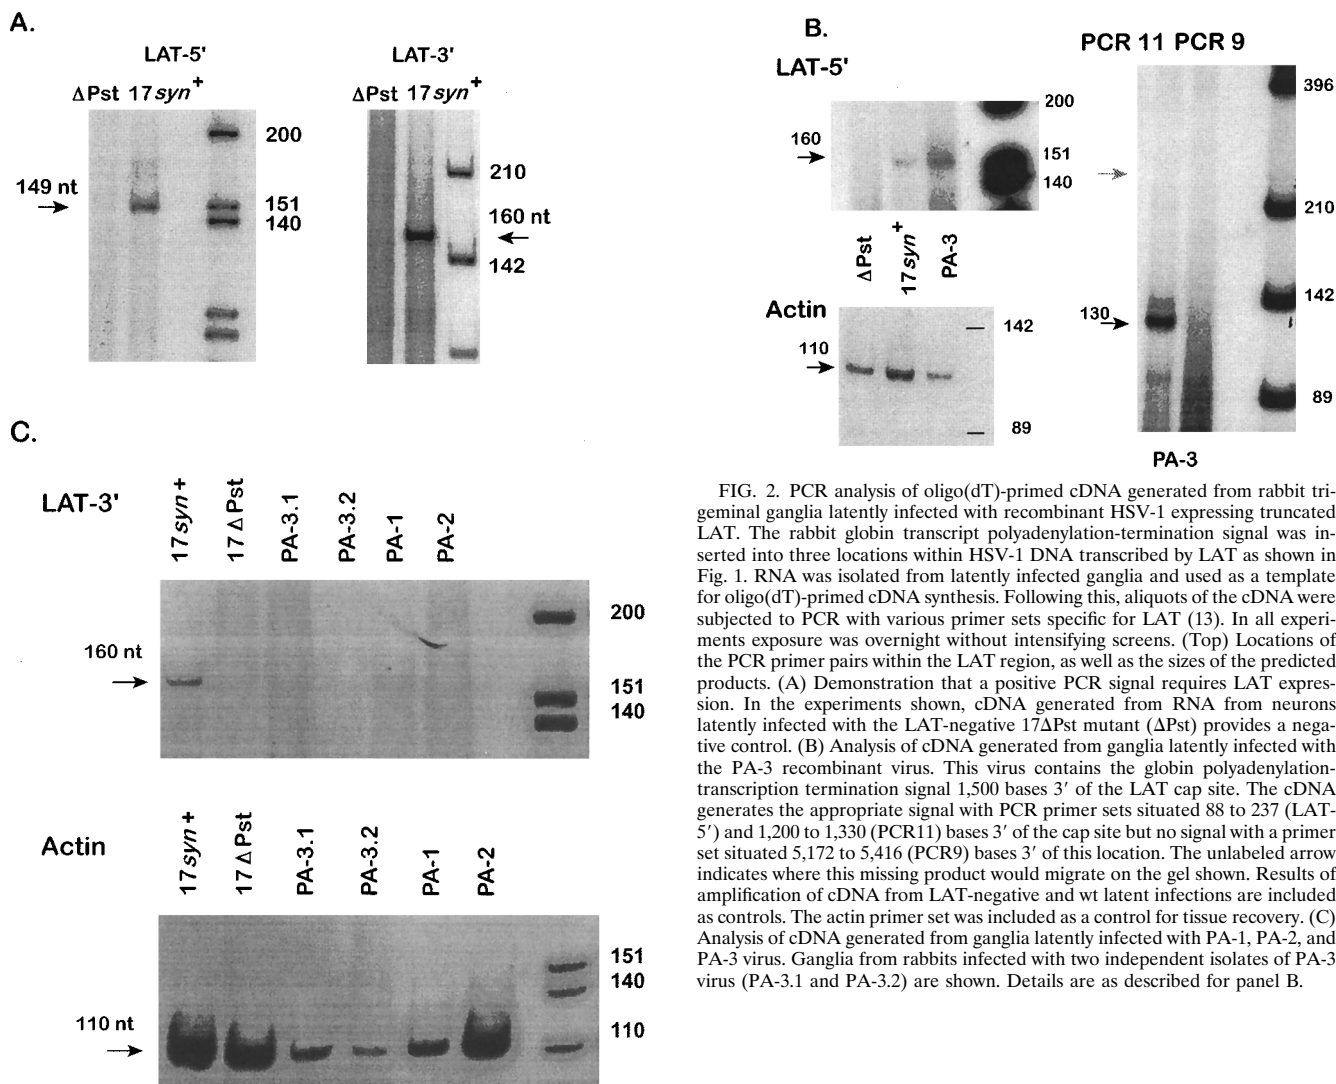 A.
LAT-5'
ΔPst 17syn+
200
149 nt
151
140
LAT-3'
ΔPst 17syn+
210
160 nt
142
B.
LAT-5'
200
160
151
140
ΔPst
17syn+
PA-3
Actin
142
110
89
PCR 11 PCR 9
396
210
142
130
89
PA-3
C.
LAT-3'
17syn+
17ΔPst
PA-3.1
PA-3.2
PA-1
PA-2
200
160 nt
151
140
Actin
17syn+
17ΔPst
PA-3.1
PA-3.2
PA-1
PA-2
151
140
110 nt
110
FIG. 2. PCR analysis of oligo(dT)-primed cDNA generated from rabbit tri-
geminal ganglia latently infected with recombinant HSV-1 expressing truncated
LAT. The rabbit globin transcript polyadenylation-termination signal was in-
serted into three locations within HSV-1 DNA transcribed by LAT as shown in
Fig. 1. RNA was isolated from latently infected ganglia and used as a template
for oligo(dT)-primed cDNA synthesis. Following this, aliquots of the cDNA were
subjected to PCR with various primer sets specific for LAT (13). In all experi-
ments exposure was overnight without intensifying screens. (Top) Locations of
the PCR primer pairs within the LAT region, as well as the sizes of the predicted
products. (A) Demonstration that a positive PCR signal requires LAT expres-
sion. In the experiments shown, cDNA generated from RNA from neurons
latently infected with the LAT-negative 17ΔPst mutant (ΔPst) provides a nega-
tive control. (B) Analysis of cDNA generated from ganglia latently infected with
the PA-3 recombinant virus. This virus contains the globin polyadenylation-
transcription termination signal 1,500 bases 3′ of the LAT cap site. The cDNA
generates the appropriate signal with PCR primer sets situated 88 to 237 (LAT-
5′) and 1,200 to 1,330 (PCR11) bases 3′ of the cap site but no signal with a primer
set situated 5,172 to 5,416 (PCR9) bases 3′ of this location. The unlabeled arrow
indicates where this missing product would migrate on the gel shown. Results of
amplification of cDNA from LAT-negative and wt latent infections are included
as controls. The actin primer set was included as a control for tissue recovery. (C)
Analysis of cDNA generated from ganglia latently infected with PA-1, PA-2, and
PA-3 virus. Ganglia from rabbits infected with two independent isolates of PA-3
virus (PA-3.1 and PA-3.2) are shown. Details are as described for panel B.